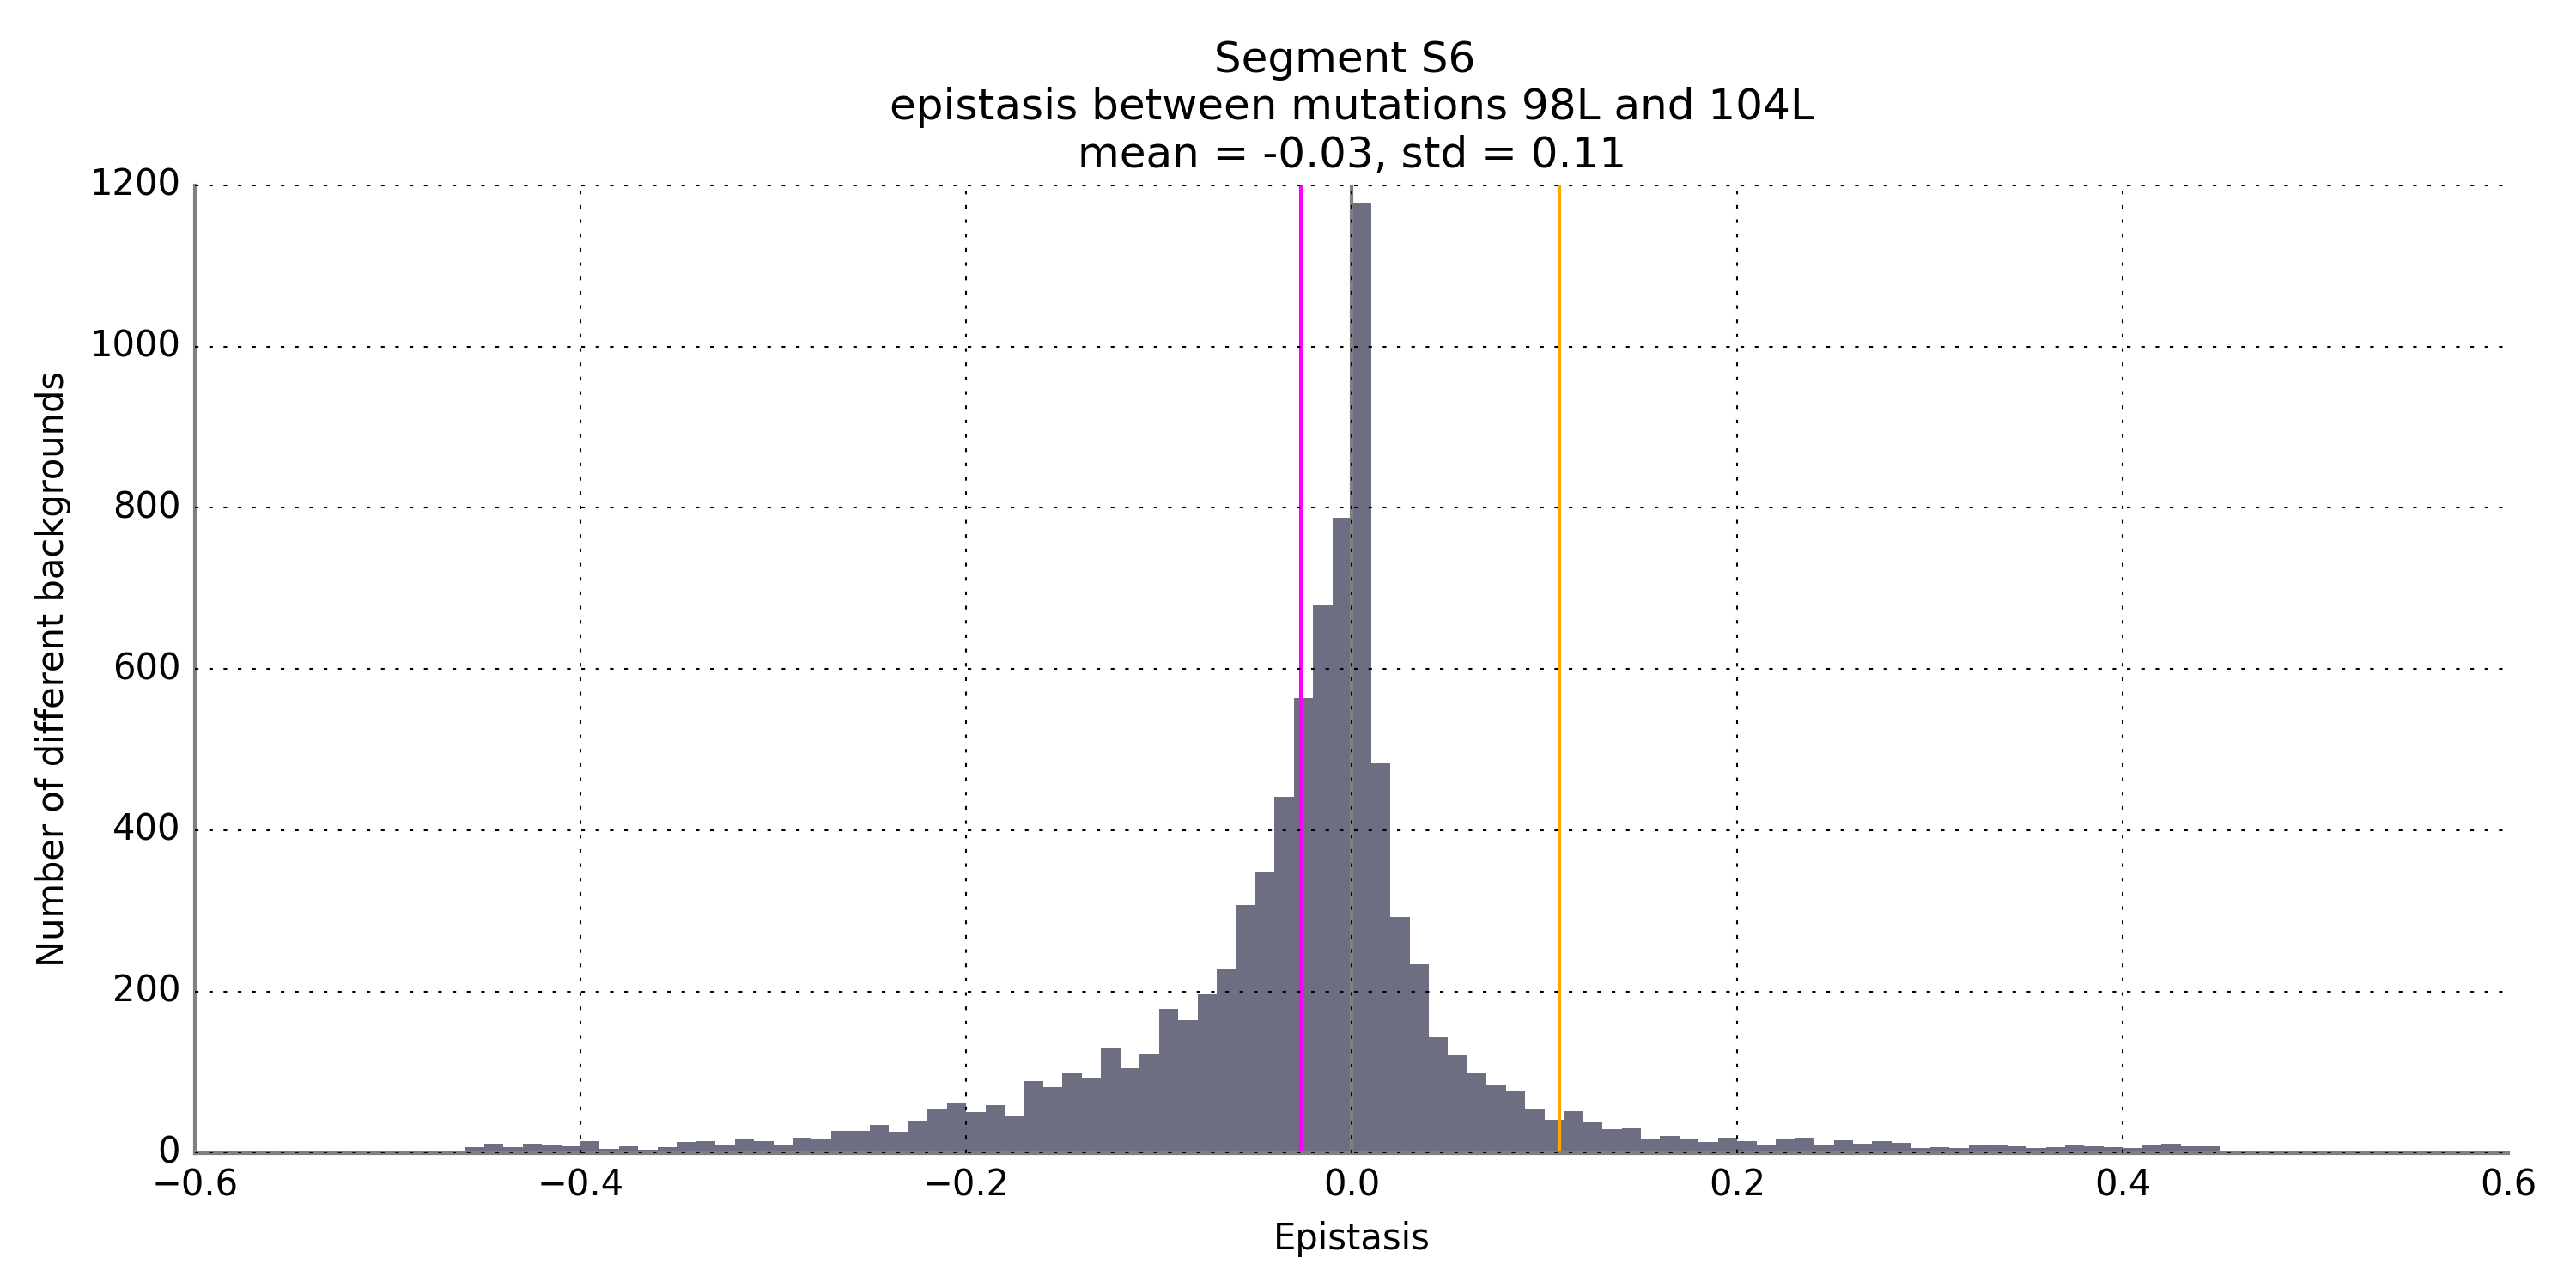 Segment S6
epistasis between mutations 98L and 104L
mean = -0.03, std = 0.11
1200
1000
800
600
400
200
0
Number of different backgrounds
−0.6 −0.4 −0.2 0.0 0.2 0.4 0.6
Epistasis